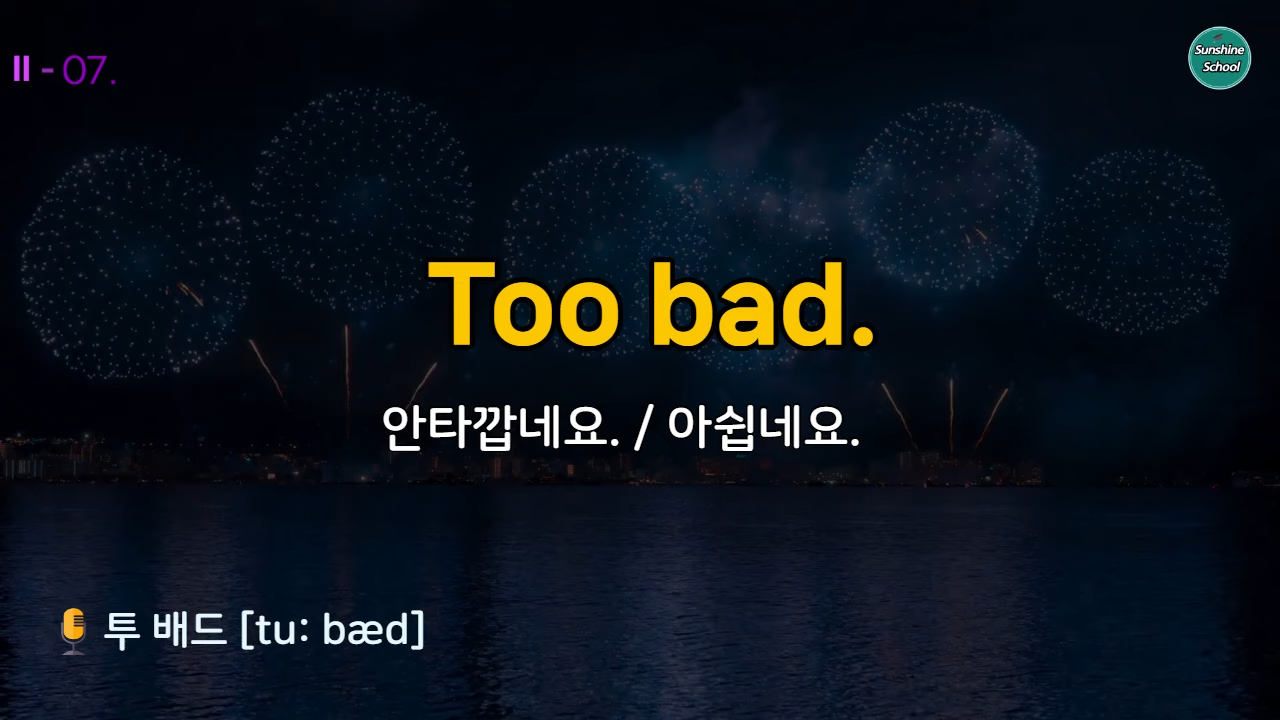 II - 07.
Sunshine
School
Too bad.
안타깝네요. / 아쉽네요.
투 배드 [tu: bæd]